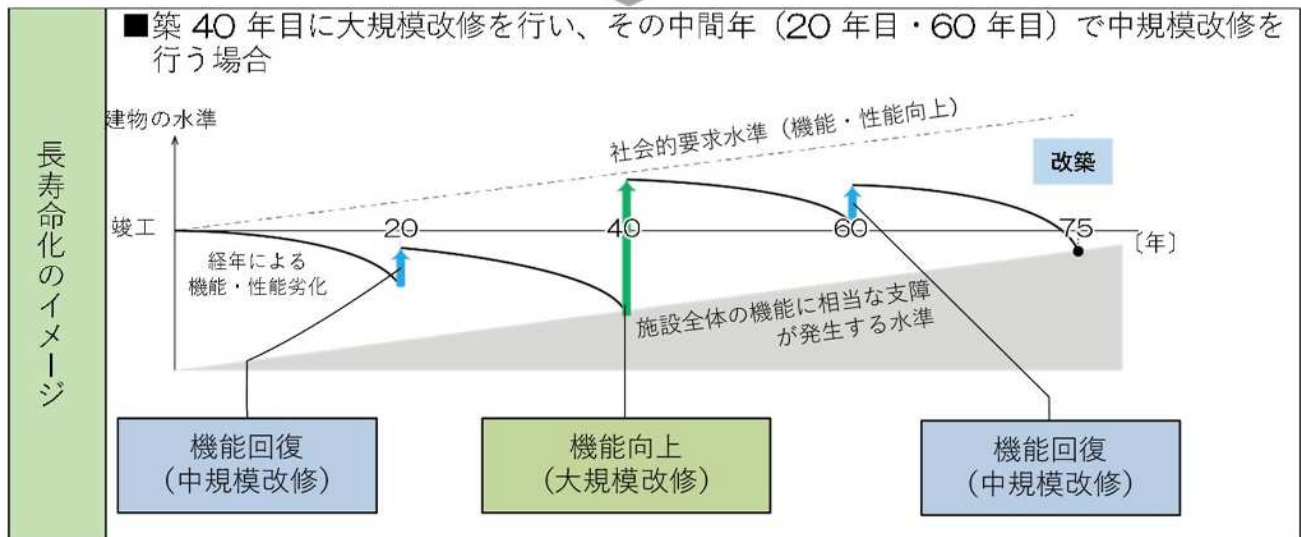 ■築 40 年目に大規模改修を行い、その中間年（20 年目・60 年目）で中規模改修を
行う場合
長寿命化のイメージ
建物の水準
社会的要求水準（機能・性能向上）
改築
竣工
20
40
60
75
〔年〕
経年による
機能・性能劣化
施設全体の機能に相当な支障
が発生する水準
機能回復
（中規模改修）
機能向上
（大規模改修）
機能回復
（中規模改修）